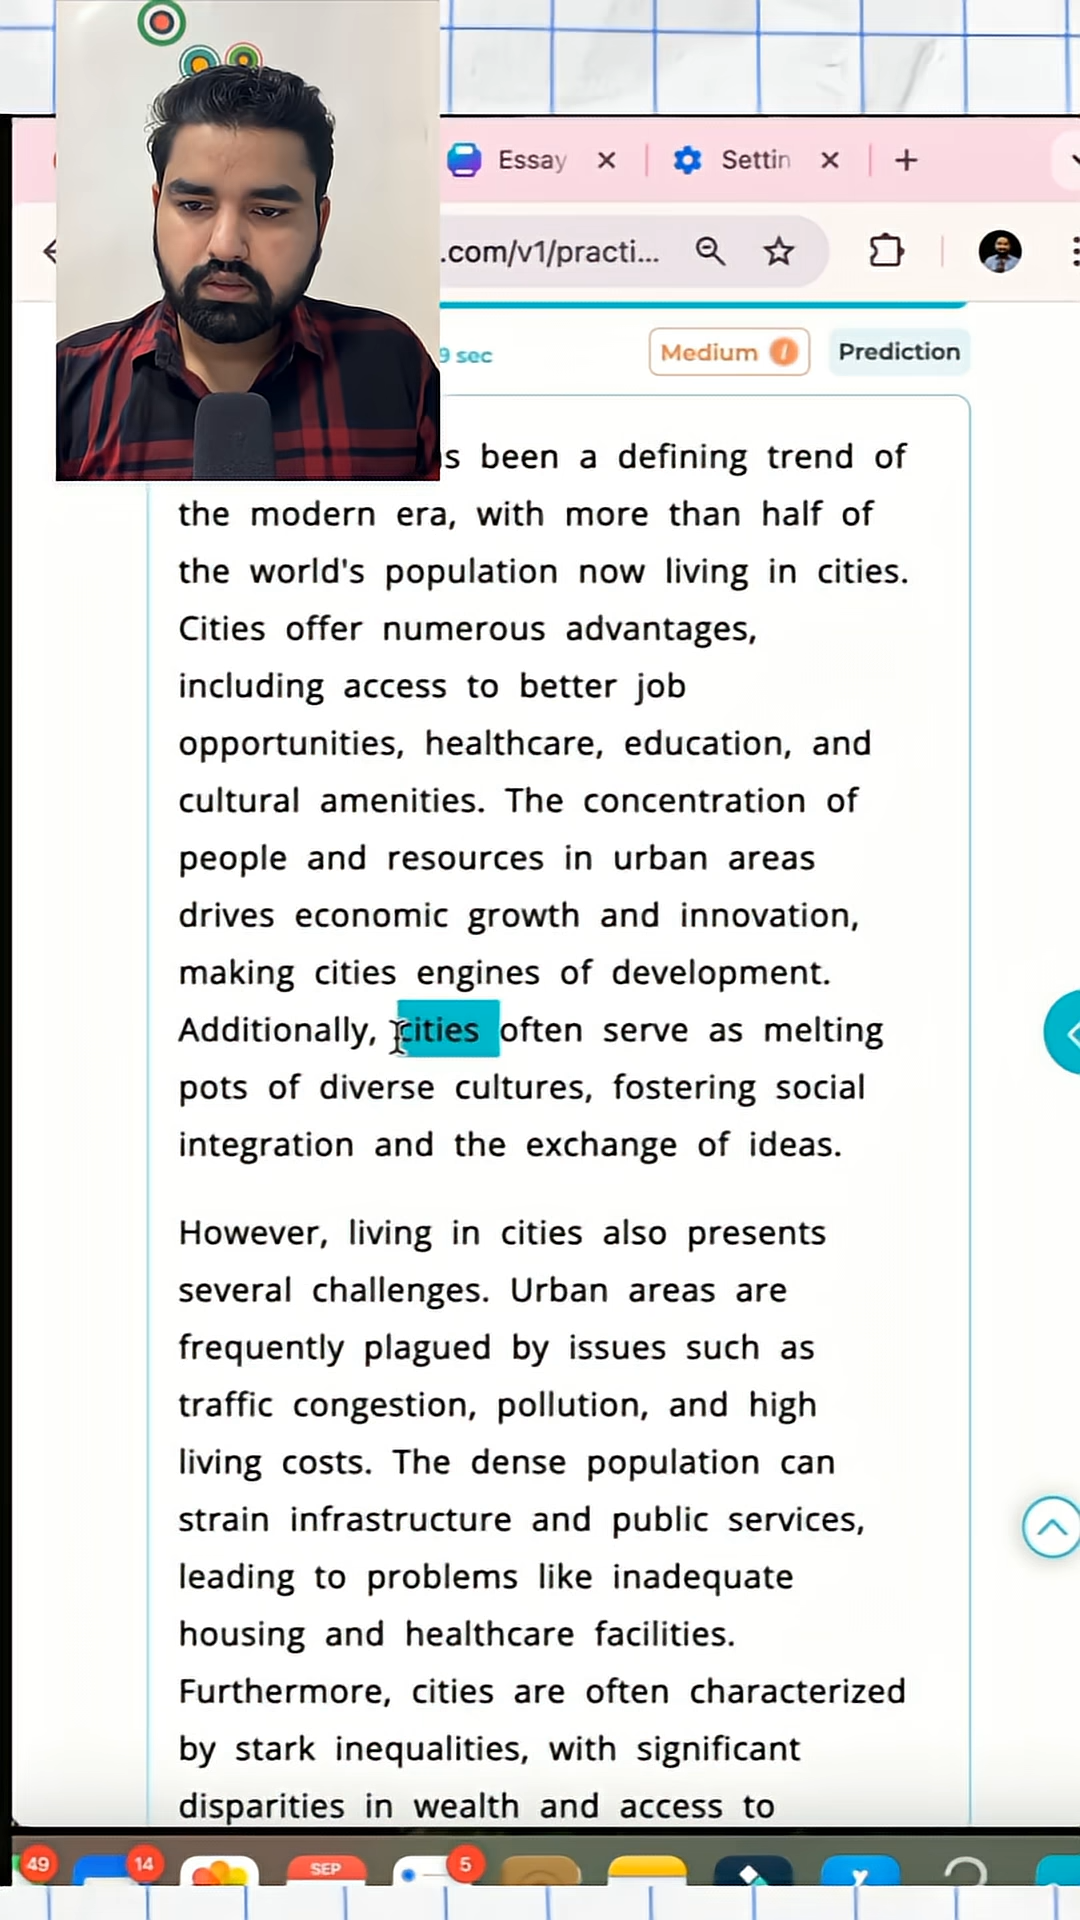 Essay
Settin
.com/v1/practi...
9 sec
Medium
Prediction
s been a defining trend of
the modern era, with more than half of
the world's population now living in cities.
Cities offer numerous advantages,
including access to better job
opportunities, healthcare, education, and
cultural amenities. The concentration of
people and resources in urban areas
drives economic growth and innovation,
making cities engines of development.
Additionally, cities often serve as melting
pots of diverse cultures, fostering social
integration and the exchange of ideas.
However, living in cities also presents
several challenges. Urban areas are
frequently plagued by issues such as
traffic congestion, pollution, and high
living costs. The dense population can
strain infrastructure and public services,
leading to problems like inadequate
housing and healthcare facilities.
Furthermore, cities are often characterized
by stark inequalities, with significant
disparities in wealth and access to
49
14
SEP
5